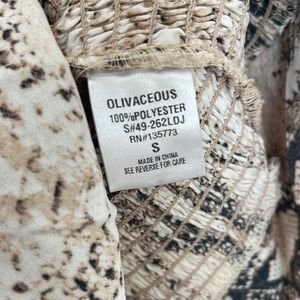 OLIVACEOUS
100%POLYESTER
S#49-262LDJ
RN#135773
S
MADE IN CHINA
SEE REVERSE FOR CARE